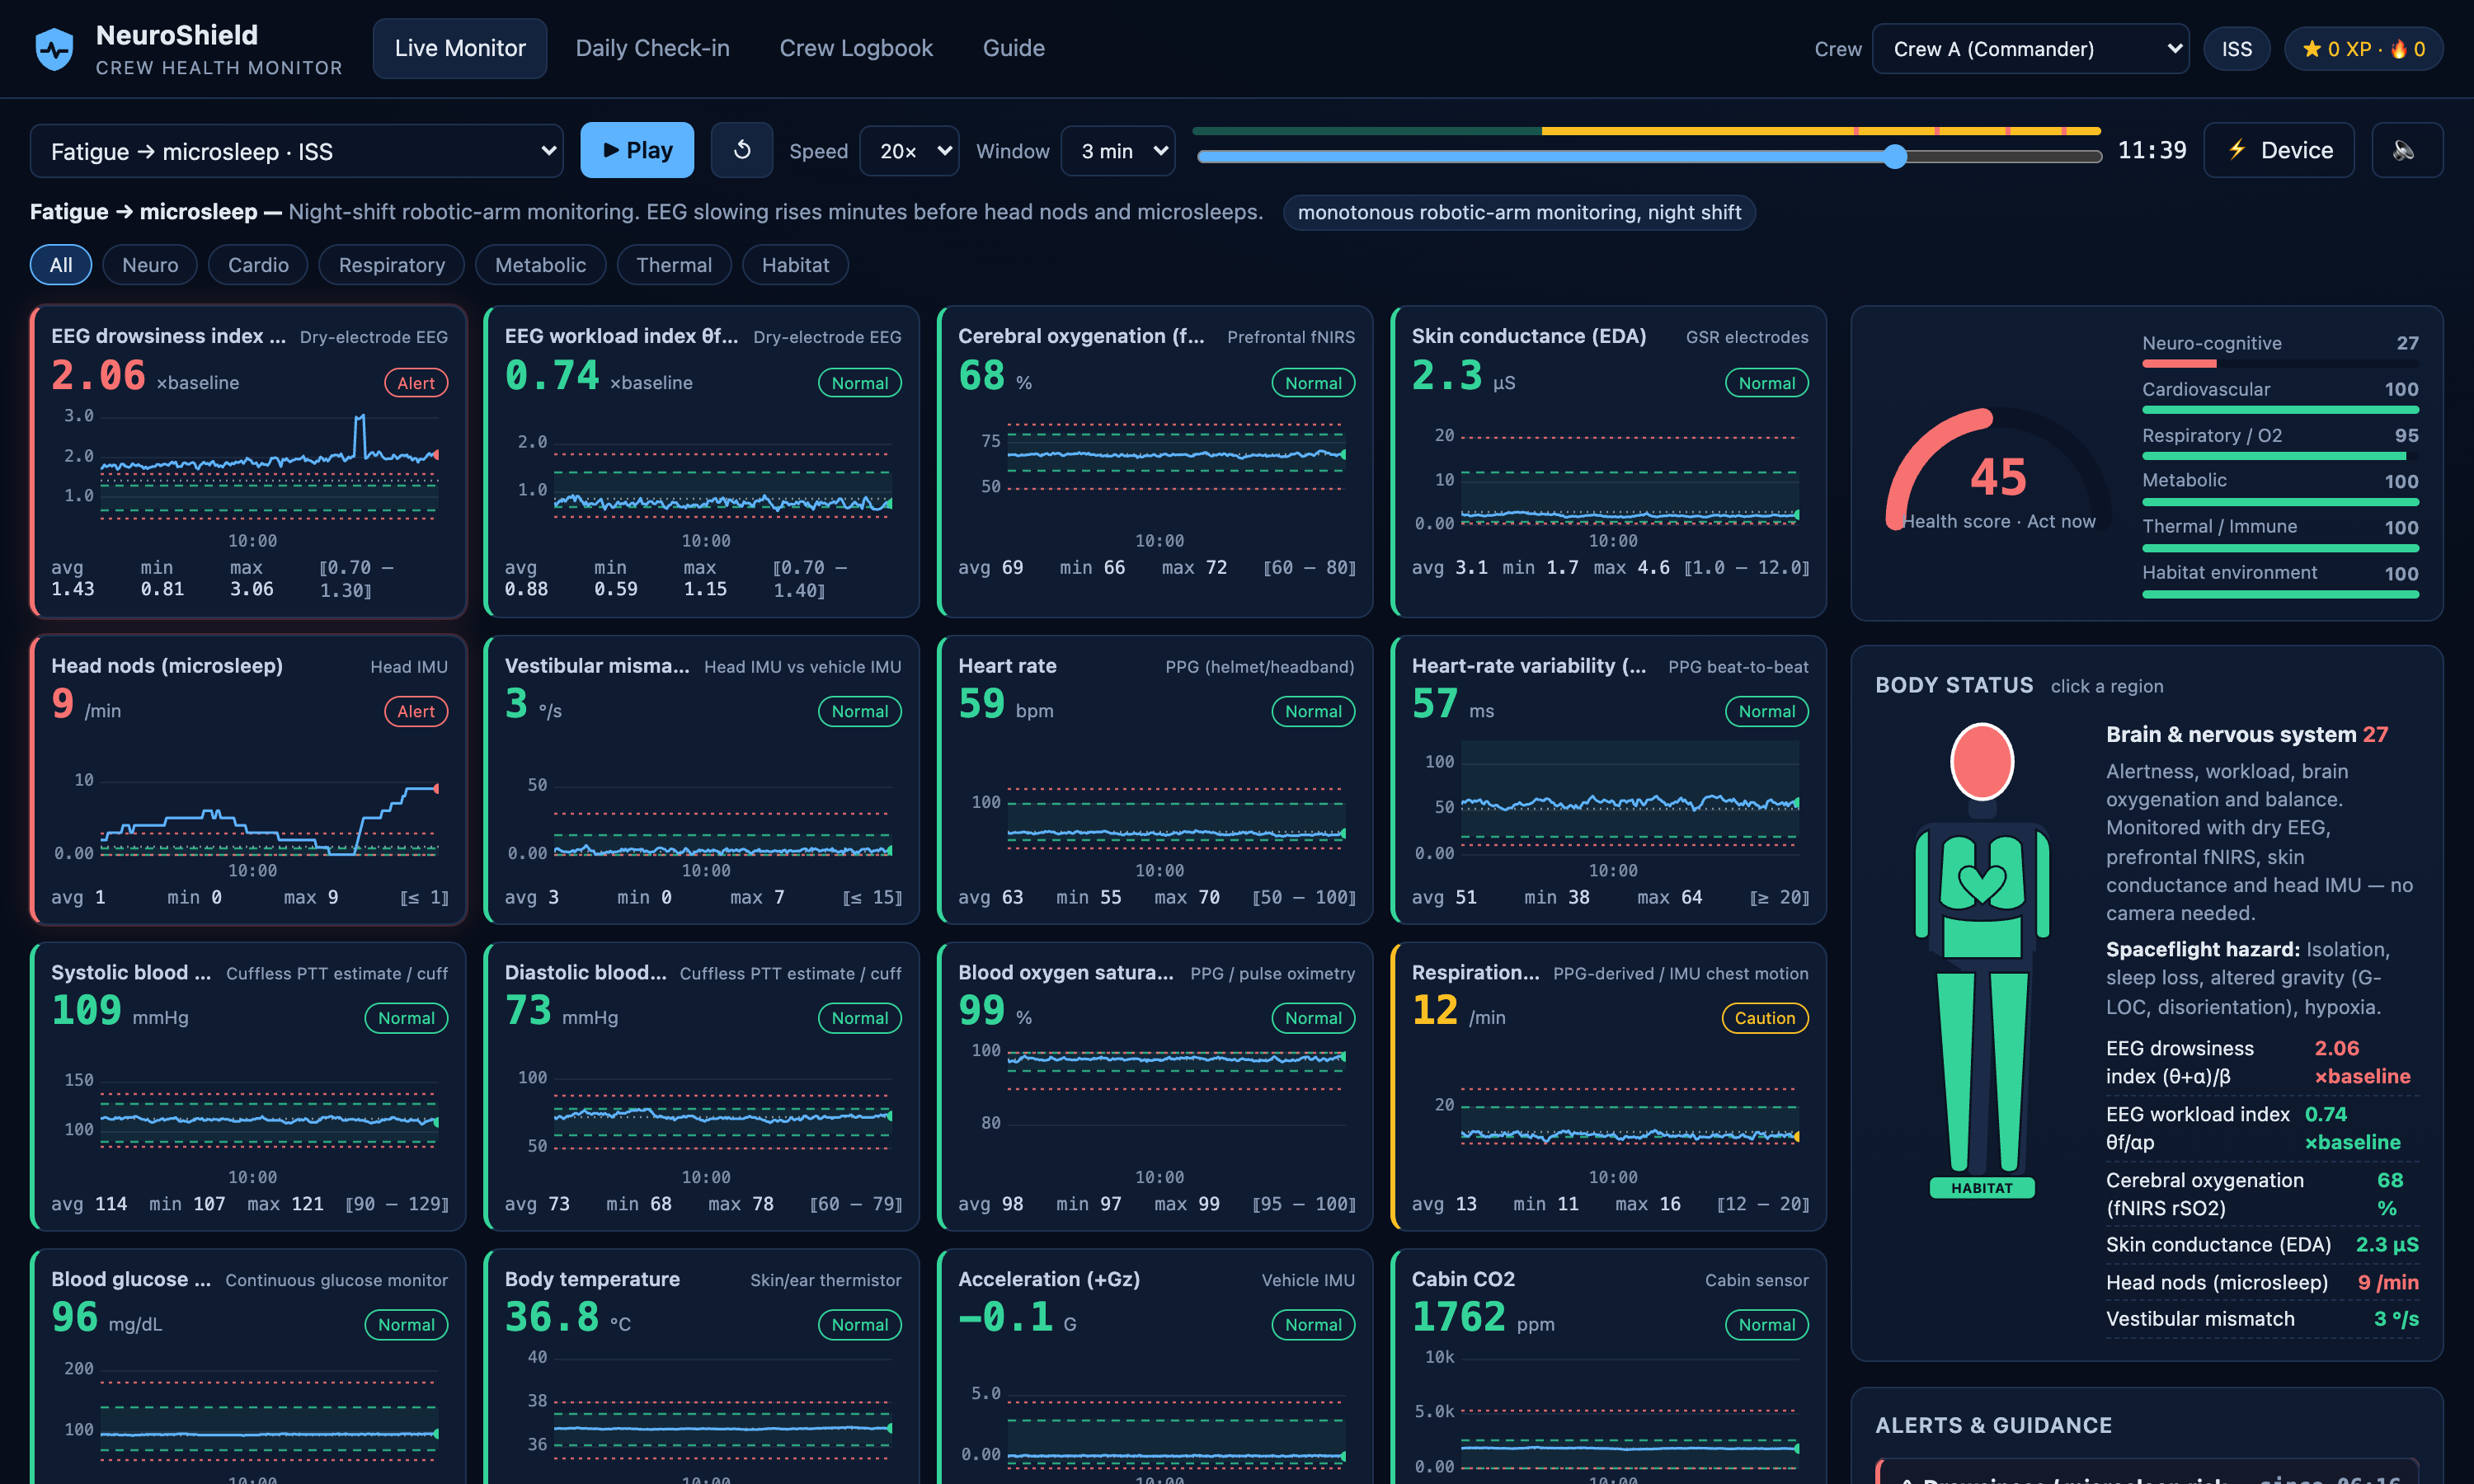 NeuroShield
CREW HEALTH MONITOR
Live Monitor
Daily Check-in
Crew Logbook
Guide
Crew
Crew A (Commander)
ISS
⭐ 0 XP · 🔥 0
Fatigue → microsleep · ISS
▶ Play
Speed
20×
Window
3 min
11:39
⚡ Device
Fatigue → microsleep — Night-shift robotic-arm monitoring. EEG slowing rises minutes before head nods and microsleeps.
monotonous robotic-arm monitoring, night shift
All
Neuro
Cardio
Respiratory
Metabolic
Thermal
Habitat
EEG drowsiness index ... Dry-electrode EEG
2.06 ×baseline Alert
3.0
2.0
1.0
10:00
avg 1.43 min 0.81 max 3.06 ⟦0.70 — 1.30⟧
EEG workload index θf... Dry-electrode EEG
0.74 ×baseline Normal
2.0
1.0
10:00
avg 0.88 min 0.59 max 1.15 ⟦0.70 — 1.40⟧
Cerebral oxygenation (f... Prefrontal fNIRS
68 % Normal
75
50
10:00
avg 69 min 66 max 72 ⟦60 — 80⟧
Skin conductance (EDA) GSR electrodes
2.3 µS Normal
20
10
0.00
10:00
avg 3.1 min 1.7 max 4.6 ⟦1.0 — 12.0⟧
Head nods (microsleep) Head IMU
9 /min Alert
10
0.00
10:00
avg 1 min 0 max 9 ⟦≤ 1⟧
Vestibular misma... Head IMU vs vehicle IMU
3 °/s Normal
50
0.00
10:00
avg 3 min 0 max 7 ⟦≤ 15⟧
Heart rate PPG (helmet/headband)
59 bpm Normal
100
10:00
avg 63 min 55 max 70 ⟦50 — 100⟧
Heart-rate variability (... PPG beat-to-beat
57 ms Normal
100
50
0.00
10:00
avg 51 min 38 max 64 ⟦≥ 20⟧
Systolic blood ... Cuffless PTT estimate / cuff
109 mmHg Normal
150
100
10:00
avg 114 min 107 max 121 ⟦90 — 129⟧
Diastolic blood... Cuffless PTT estimate / cuff
73 mmHg Normal
100
50
10:00
avg 73 min 68 max 78 ⟦60 — 79⟧
Blood oxygen satura... PPG / pulse oximetry
99 % Normal
100
80
10:00
avg 98 min 97 max 99 ⟦95 — 100⟧
Respiration... PPG-derived / IMU chest motion
12 /min Caution
20
10:00
avg 13 min 11 max 16 ⟦12 — 20⟧
Blood glucose ... Continuous glucose monitor
96 mg/dL Normal
200
100
10:00
Body temperature Skin/ear thermistor
36.8 °C Normal
40
38
36
10:00
Acceleration (+Gz) Vehicle IMU
−0.1 G Normal
5.0
0.00
10:00
Cabin CO2 Cabin sensor
1762 ppm Normal
10k
5.0k
0.00
10:00
45
Health score · Act now
Neuro-cognitive 27
Cardiovascular 100
Respiratory / O2 95
Metabolic 100
Thermal / Immune 100
Habitat environment 100
BODY STATUS click a region
HABITAT
Brain & nervous system 27
Alertness, workload, brain
oxygenation and balance.
Monitored with dry EEG,
prefrontal fNIRS, skin
conductance and head IMU — no
camera needed.
Spaceflight hazard: Isolation,
sleep loss, altered gravity (G-
LOC, disorientation), hypoxia.
EEG drowsiness index (θ+α)/β 2.06 ×baseline
EEG workload index θf/αp 0.74 ×baseline
Cerebral oxygenation (fNIRS rSO2) 68 %
Skin conductance (EDA) 2.3 µS
Head nods (microsleep) 9 /min
Vestibular mismatch 3 °/s
ALERTS & GUIDANCE